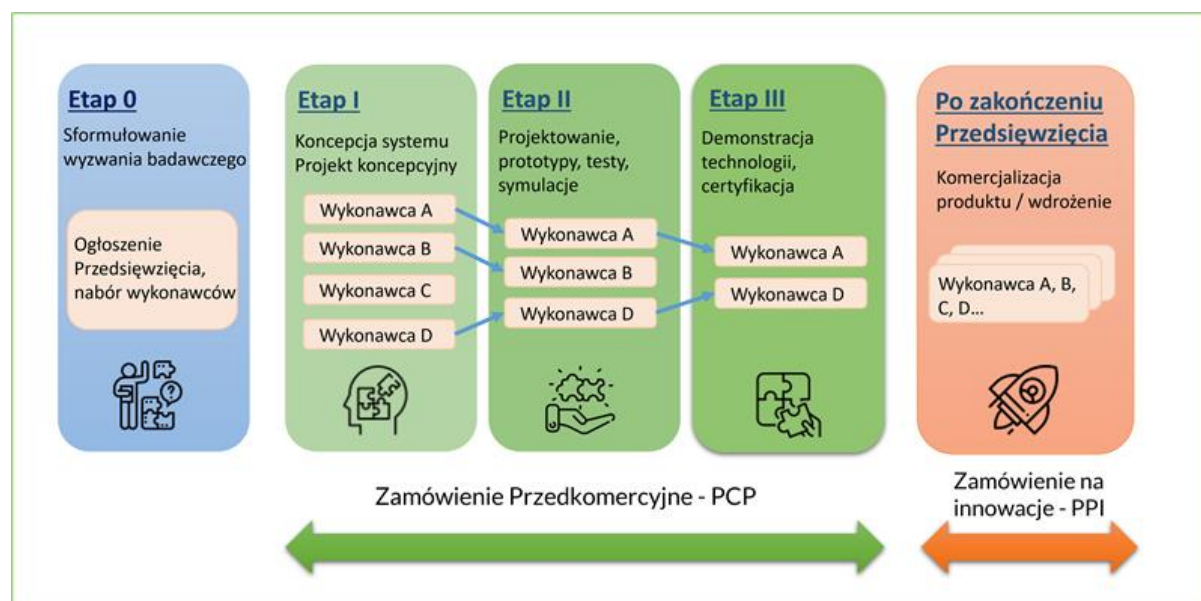 Etap 0
Sformułowanie
wyzwania badawczego
Ogłoszenie
Przedsięwzięcia,
nabór wykonawców
Etap I
Koncepcja systemu
Projekt koncepcyjny
Wykonawca A
Wykonawca B
Wykonawca C
Wykonawca D
Etap II
Projektowanie,
prototypy, testy,
symulacje
Wykonawca A
Wykonawca B
Wykonawca D
Etap III
Demonstracja
technologii,
certyfikacja
Wykonawca A
Wykonawca D
Po zakończeniu
Przedsięwzięcia
Komercjalizacja
produktu / wdrożenie
Wykonawca A, B,
C, D...
Zamówienie Przedkomercyjne - PCP
Zamówienie na
innowacje - PPI